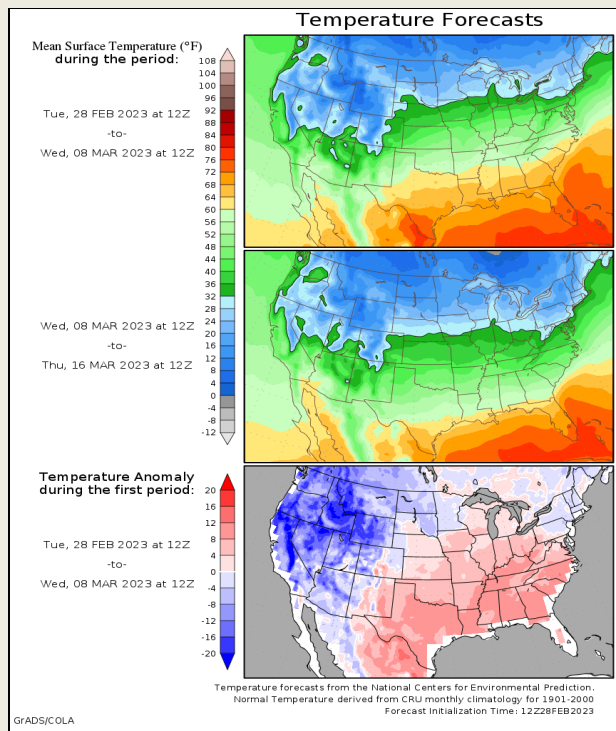 Temperature Forecasts
Mean Surface Temperature (°F)
during the period:
Tue, 28 FEB 2023 at 12Z
-to-
Wed, 08 MAR 2023 at 12Z
108
104
100
96
92
88
84
80
76
72
68
64
60
56
52
48
44
40
36
32
28
24
20
16
12
8
4
0
-4
-8
-12
Wed, 08 MAR 2023 at 12Z
-to-
Thu, 16 MAR 2023 at 12Z
Temperature Anomaly
during the first period:
Tue, 28 FEB 2023 at 12Z
-to-
Wed, 08 MAR 2023 at 12Z
20
16
12
8
4
0
-4
-8
-12
-16
-20
Temperature forecasts from the National Centers for Environmental Prediction.
Normal Temperature derived from CRU monthly climatology for 1901-2000
Forecast Initialization Time: 12Z28FEB2023
GrADS/COLA